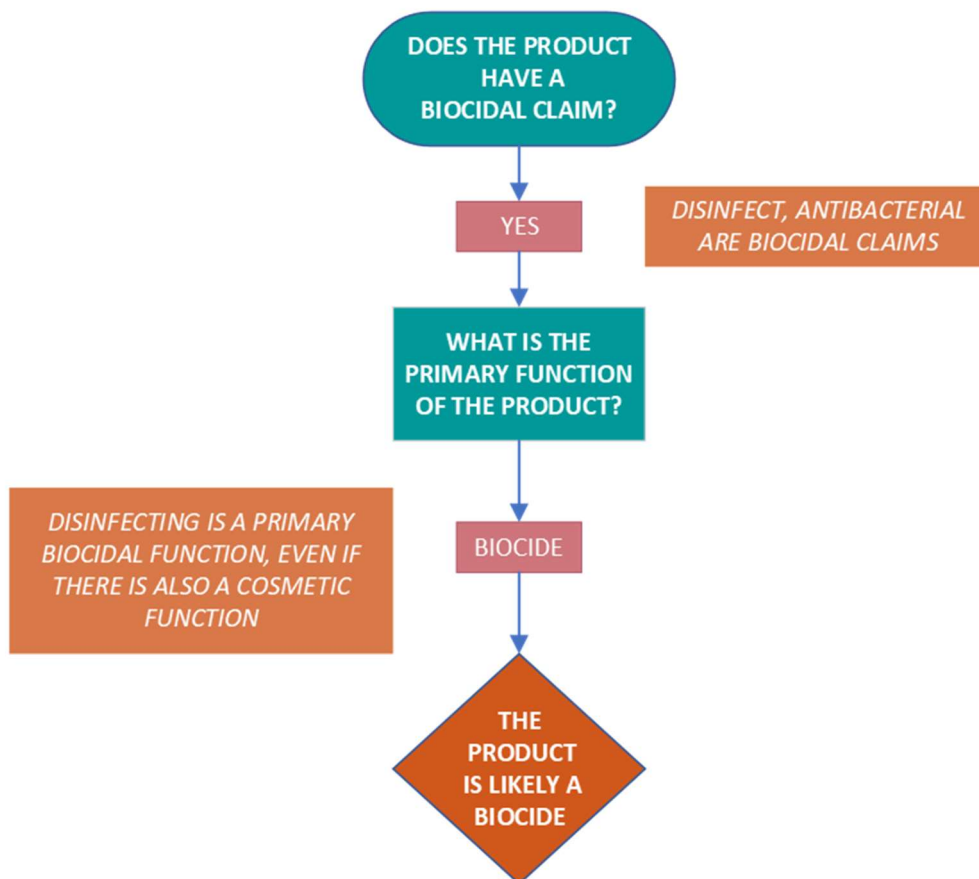 DOES THE PRODUCT
HAVE A
BIOCIDAL CLAIM?
YES
DISINFECT, ANTIBACTERIAL
ARE BIOCIDAL CLAIMS
WHAT IS THE
PRIMARY FUNCTION
OF THE PRODUCT?
DISINFECTING IS A PRIMARY
BIOCIDAL FUNCTION, EVEN IF
THERE IS ALSO A COSMETIC
FUNCTION
BIOCIDE
THE
PRODUCT
IS LIKELY A
BIOCIDE